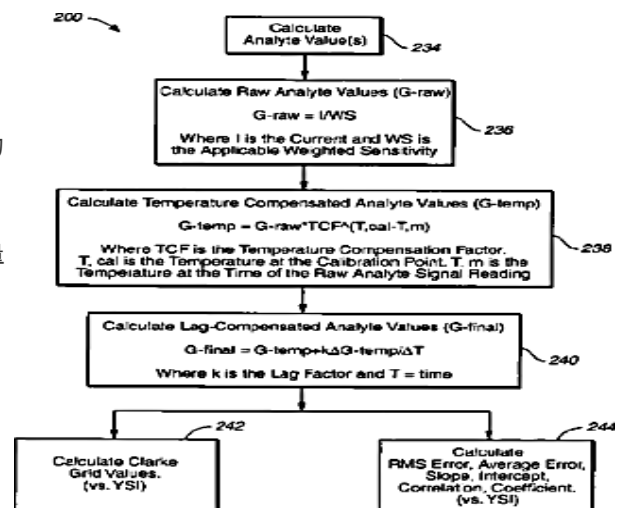 200
Calculate
Analyte Value(s)
234
Calculate Raw Analyte Values (G-raw)
G-raw = I/WS
Where I is the Current and WS is
the Applicable Weighted Sensitivity
236
Calculate Temperature Compensated Analyte Values (G-temp)
G-temp = G-raw*TCF^(T,cal-T,m)
Where TCF is the Temperature Compensation Factor.
T, cal is the Temperature at the Calibration Point. T. m is the
Temperature at the Time of the Raw Analyte Signal Reading
238
Calculate Lag-Compensated Analyte Values (G-final)
G-final = G-temp+kΔG-temp/ΔT
Where k is the Lag Factor and T = time
240
242
Calculate Clarke
Grid Values.
(vs. YSI)
244
Calculate
RMS Error, Average Error,
Slope, Intercept,
Correlation, Coefficient.
(vs. YSI)